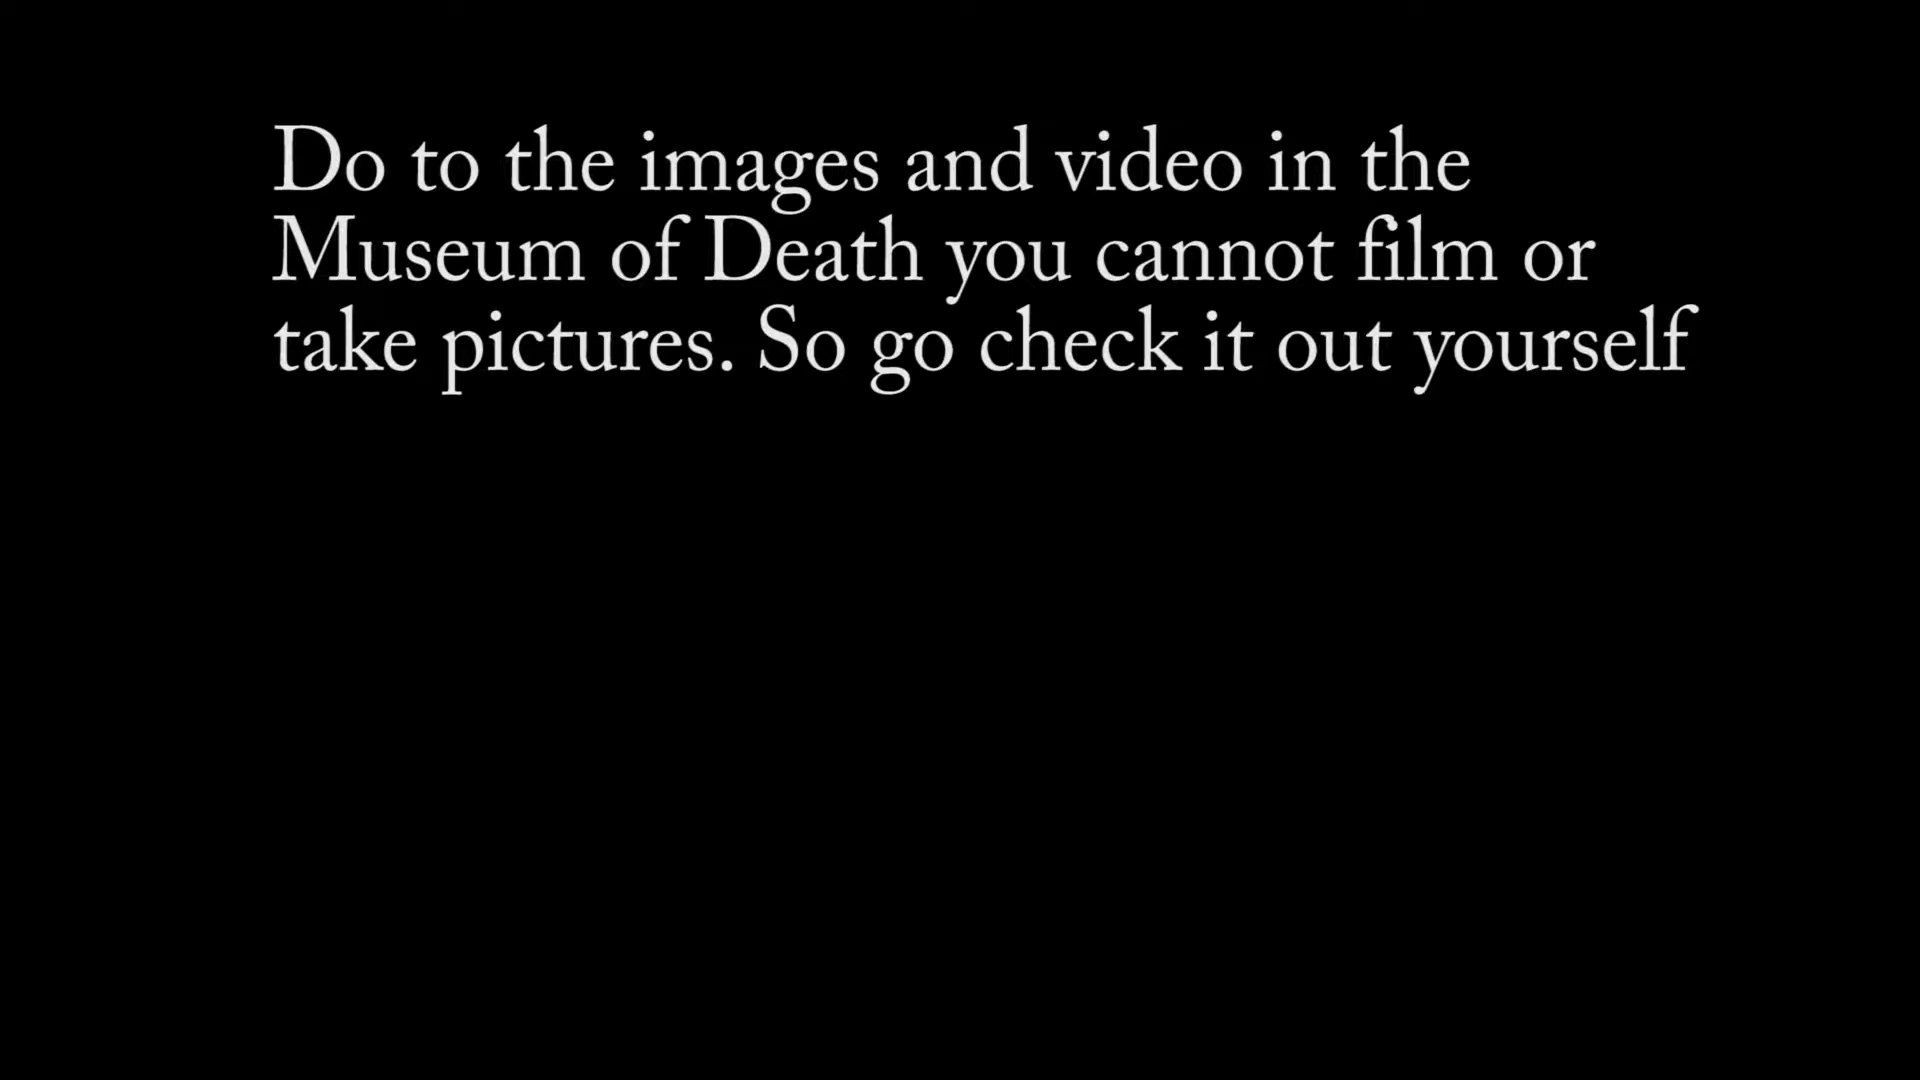 Do to the images and video in the
Museum of Death you cannot film or
take pictures. So go check it out yourself